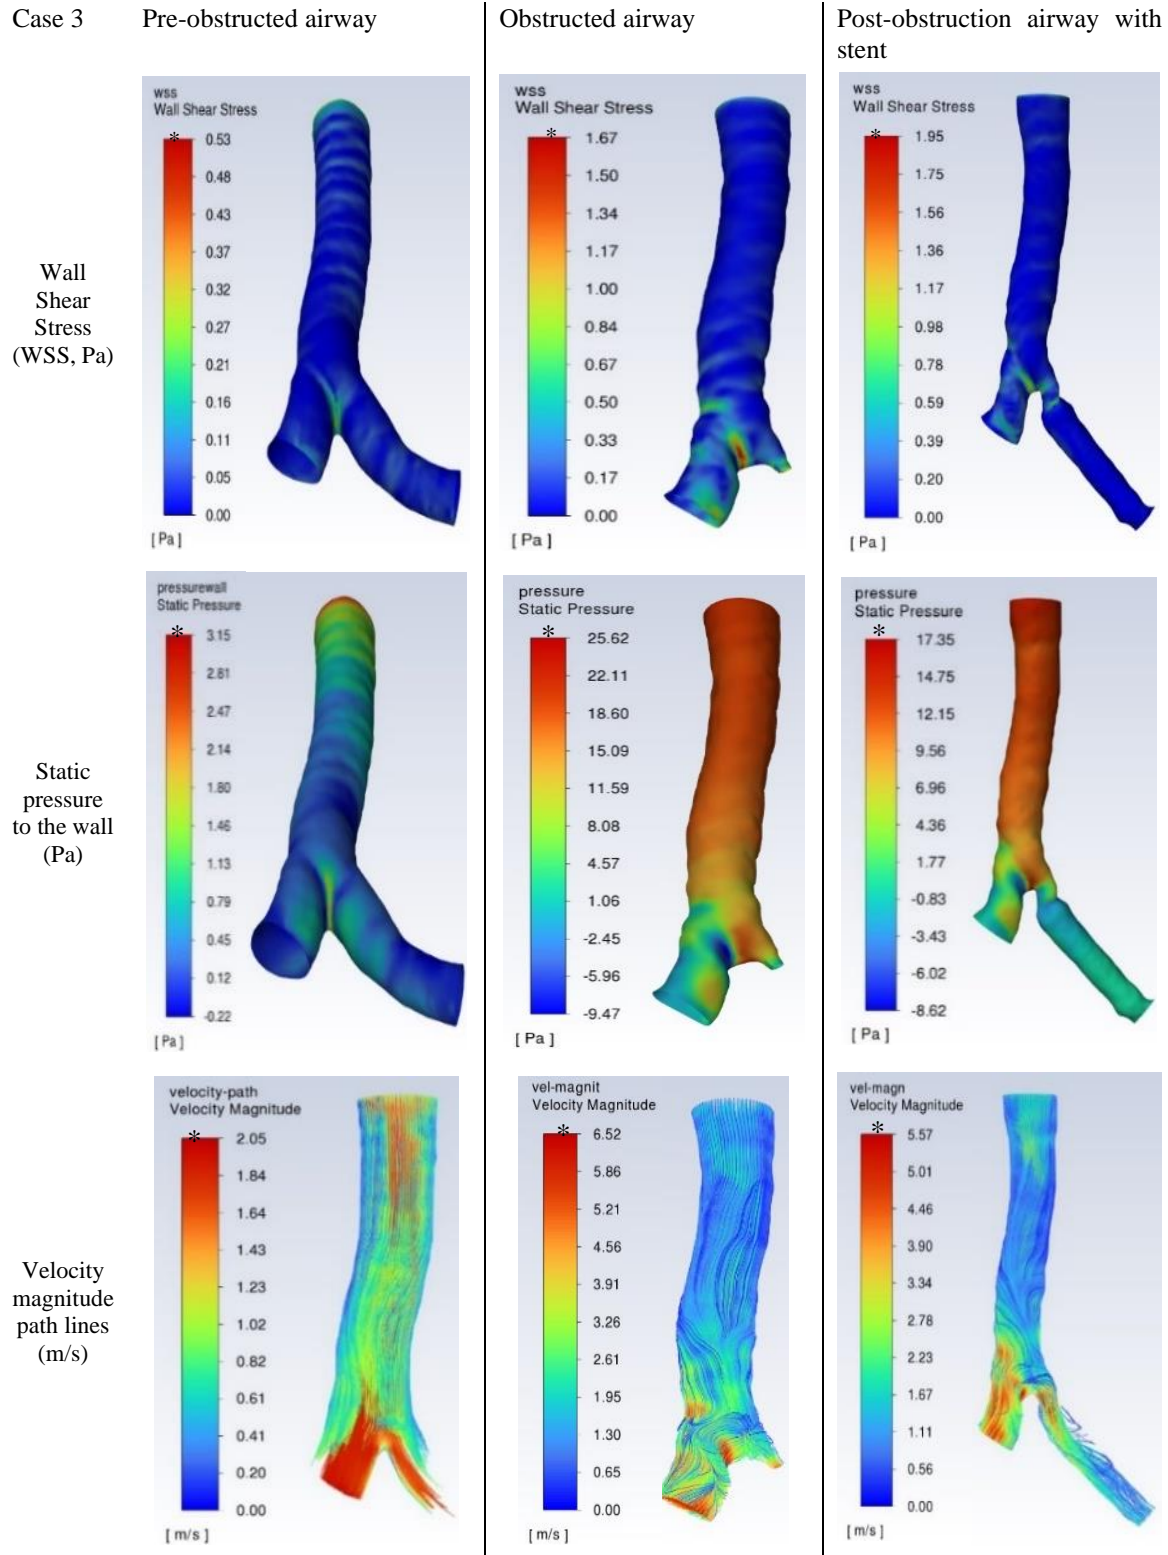 Case 3
Pre-obstructed airway
Obstructed airway
Post-obstruction airway with
stent
Wall
Shear
Stress
(WSS, Pa)
wss
Wall Shear Stress
*
0.53
0.48
0.43
0.37
0.32
0.27
0.21
0.16
0.11
0.05
0.00
[ Pa ]
wss
Wall Shear Stress
*
1.67
1.50
1.34
1.17
1.00
0.84
0.67
0.50
0.33
0.17
0.00
[ Pa ]
wss
Wall Shear Stress
*
1.95
1.75
1.56
1.36
1.17
0.98
0.78
0.59
0.39
0.20
0.00
[ Pa ]
Static
pressure
to the wall
(Pa)
pressurewall
Static Pressure
*
3.15
2.81
2.47
2.14
1.80
1.46
1.13
0.79
0.45
0.12
-0.22
[ Pa ]
pressure
Static Pressure
*
25.62
22.11
18.60
15.09
11.59
8.08
4.57
1.06
-2.45
-5.96
-9.47
[ Pa ]
pressure
Static Pressure
*
17.35
14.75
12.15
9.56
6.96
4.36
1.77
-0.83
-3.43
-6.02
-8.62
[ Pa ]
Velocity
magnitude
path lines
(m/s)
velocity-path
Velocity Magnitude
*
2.05
1.84
1.64
1.43
1.23
1.02
0.82
0.61
0.41
0.20
0.00
[ m/s ]
vel-magnit
Velocity Magnitude
*
6.52
5.86
5.21
4.56
3.91
3.26
2.61
1.95
1.30
0.65
0.00
[ m/s ]
vel-magn
Velocity Magnitude
*
5.57
5.01
4.46
3.90
3.34
2.78
2.23
1.67
1.11
0.56
0.00
[ m/s ]